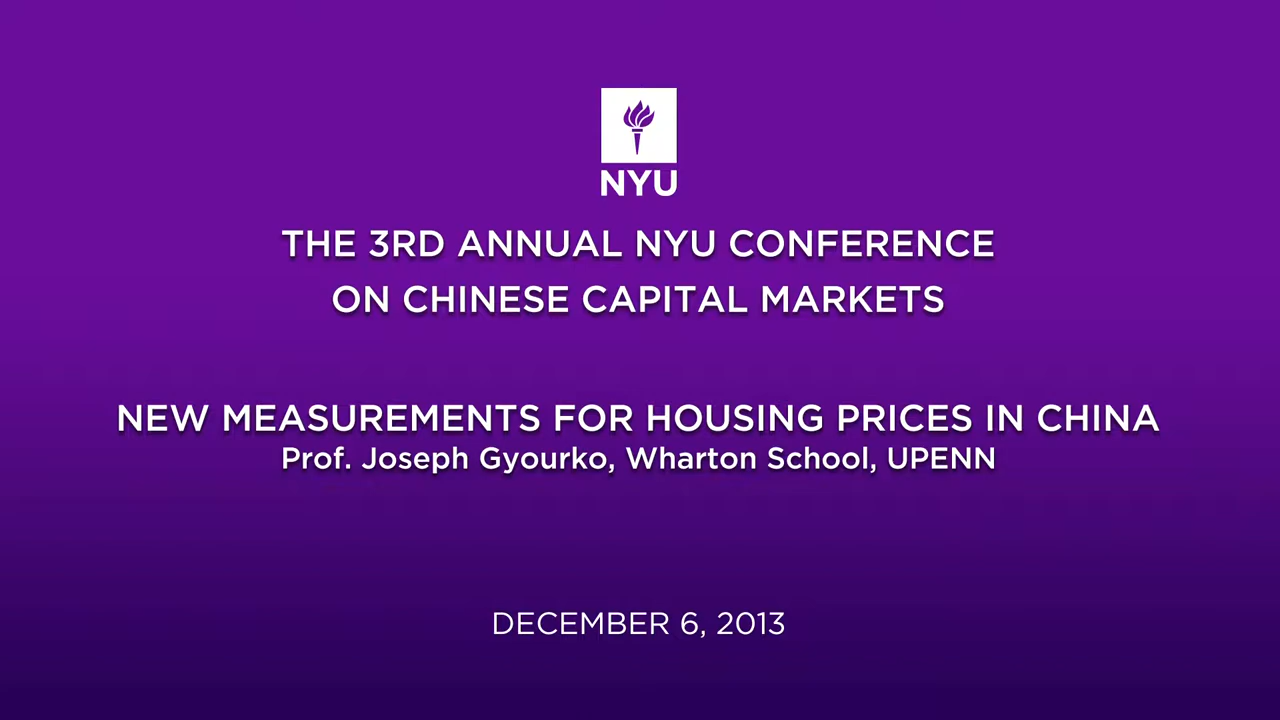 NYU
THE 3RD ANNUAL NYU CONFERENCE
ON CHINESE CAPITAL MARKETS
NEW MEASUREMENTS FOR HOUSING PRICES IN CHINA
Prof. Joseph Gyourko, Wharton School, UPENN
DECEMBER 6, 2013